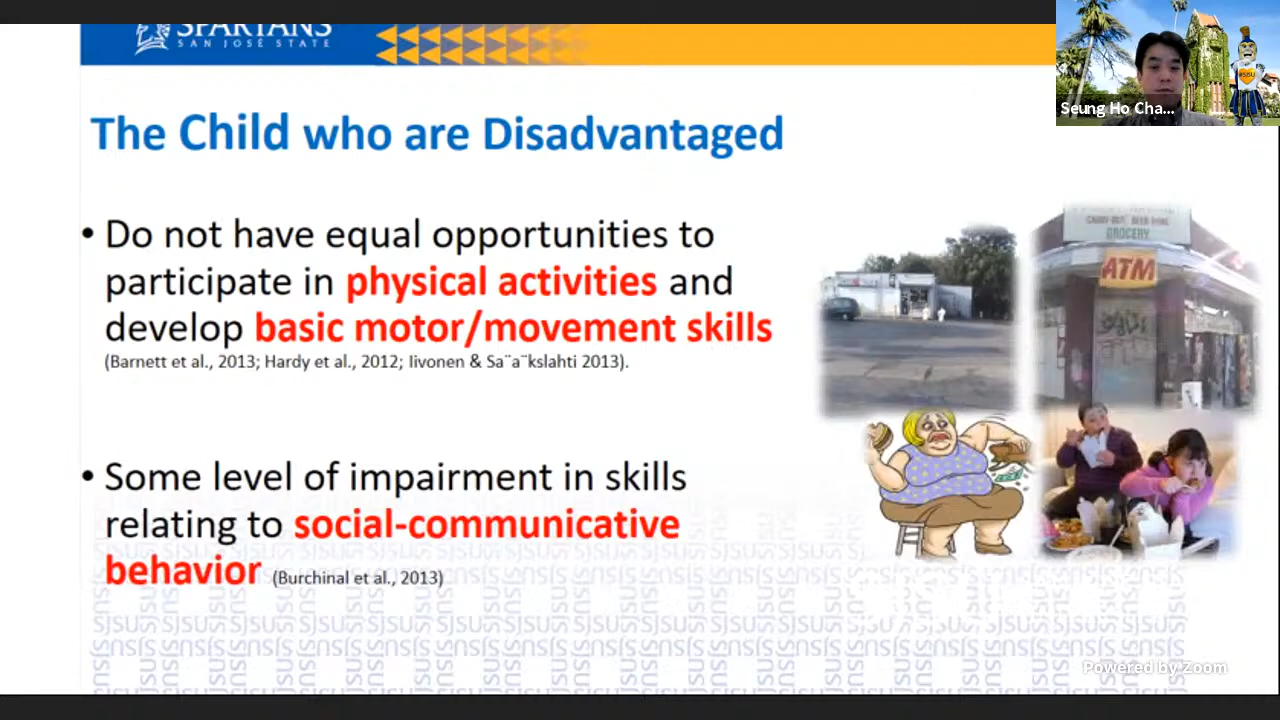 SPARTANS
SAN JOSÉ STATE
Seung Ho Cha...
#SJSU
The Child who are Disadvantaged
• Do not have equal opportunities to
participate in physical activities and
develop basic motor/movement skills
(Barnett et al., 2013; Hardy et al., 2012; Iivonen & Sa¨a¨kslahti 2013).
GROCERY
ATM
• Some level of impairment in skills
relating to social-communicative
behavior (Burchinal et al., 2013)
Powered by Zoom